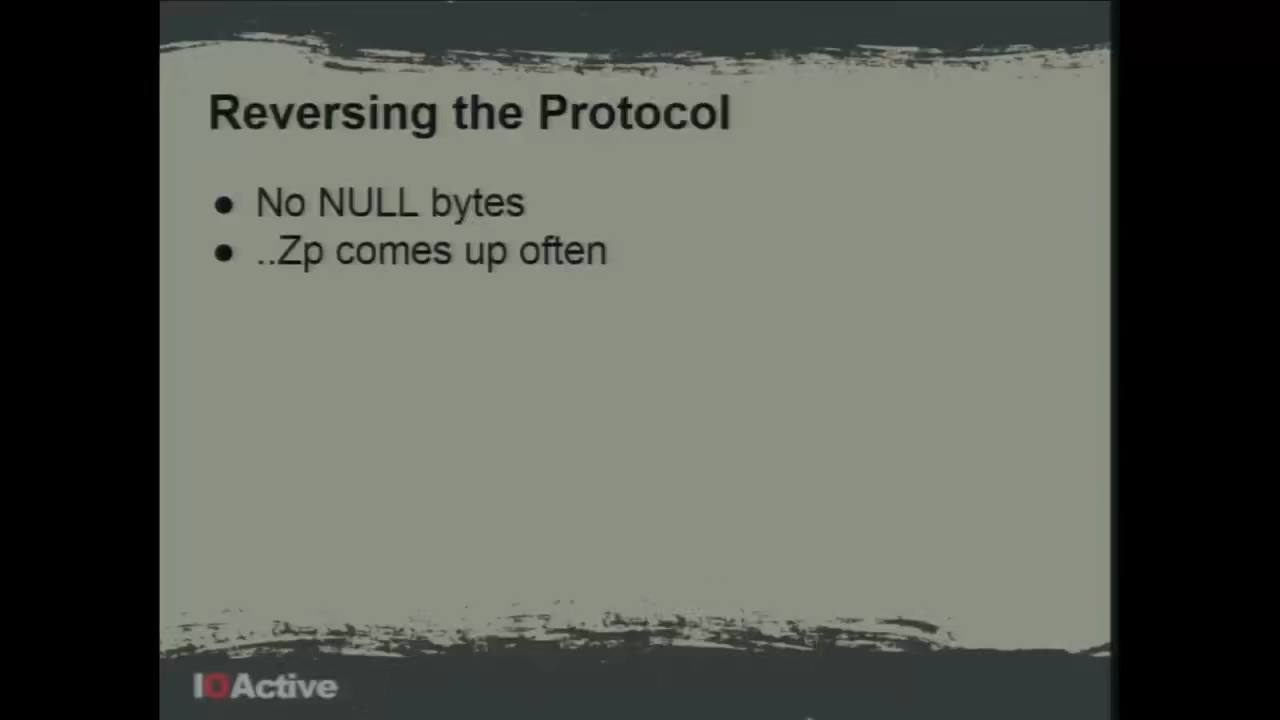 Reversing the Protocol
● No NULL bytes
● ..Zp comes up often
IOActive